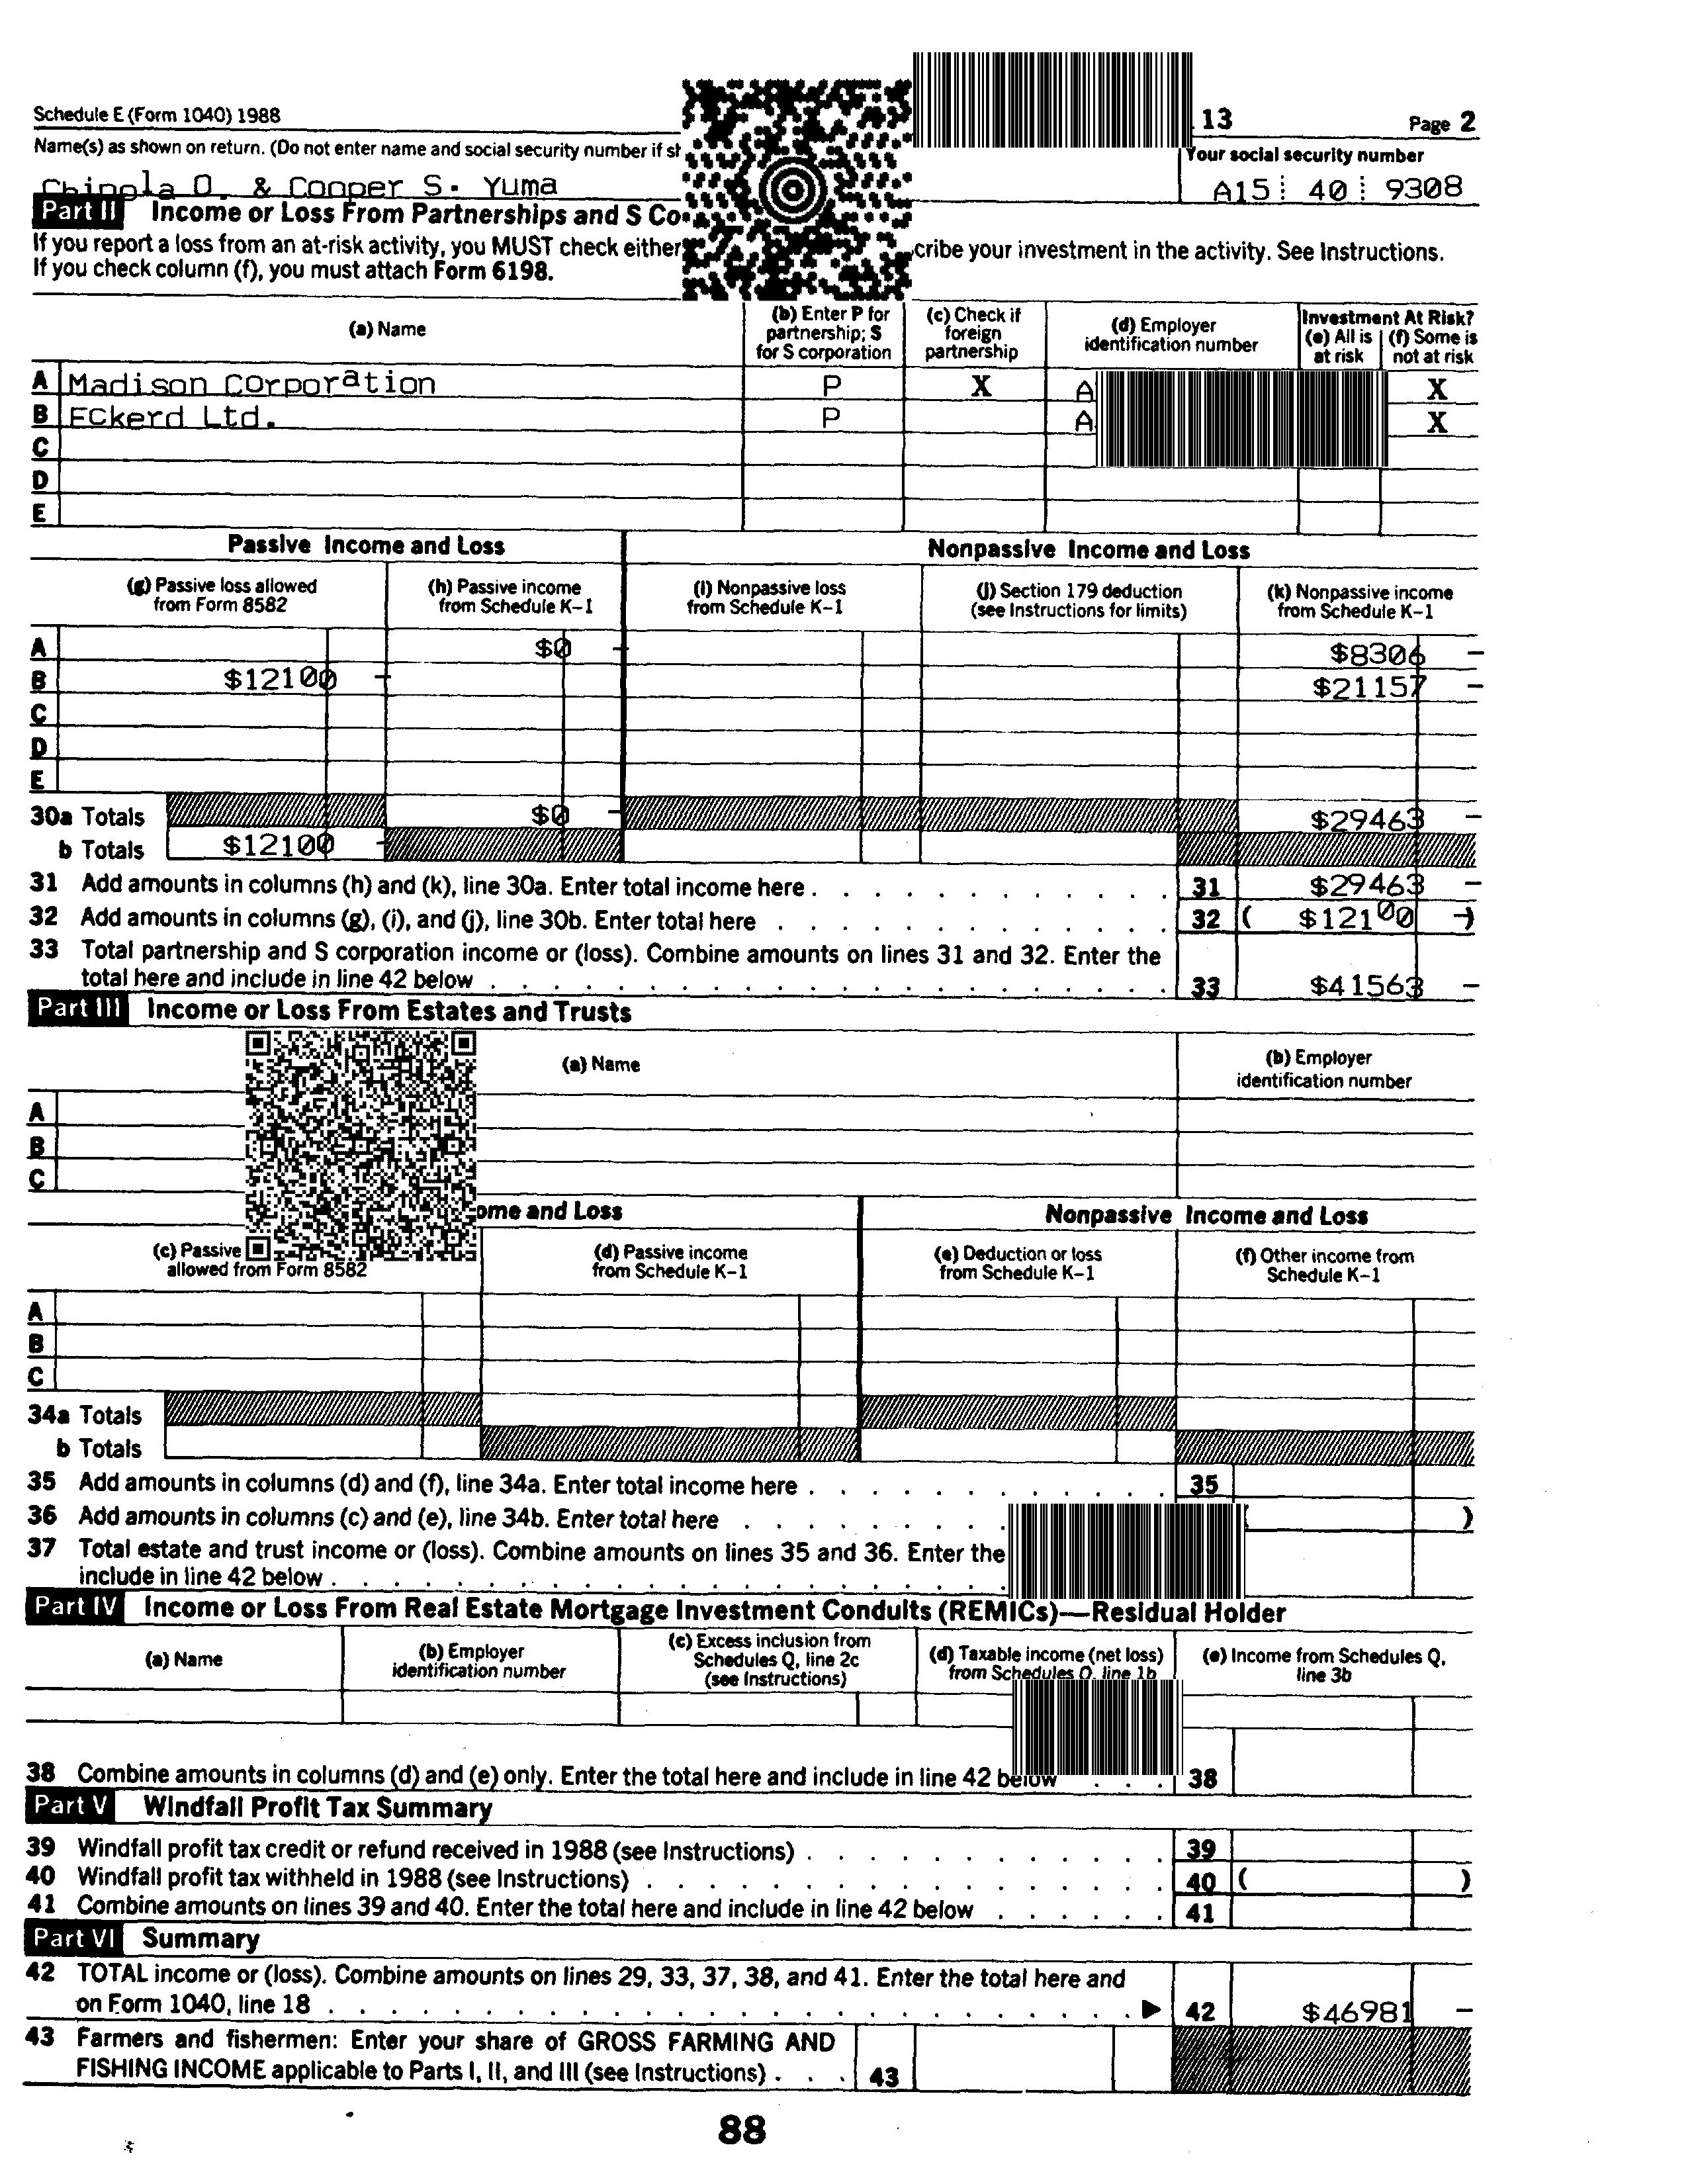 Schedule E (Form 1040) 1988
13
Page 2
Name(s) as shown on return. (Do not enter name and social security number if
Your social security number
Chipola O. & Cooper S. Yuma
A15 40 9308
Part II Income or Loss From Partnerships and S
If you report a loss from an at-risk activity, you MUST check either
your investment in the activity. See Instructions.
If you check column (f), you must attach Form 6198.
(a) Name
(b) Enter P for partnership; S for S corporation
(c) Check if foreign partnership
(d) Employer identification number
Investment At Risk?
(e) All is at risk
(f) Some is not at risk
A Madison Corporation P X A X
B Eckerd Ltd. P A X
C
D
E
Passive Income and Loss
Nonpassive Income and Loss
(g) Passive loss allowed from Form 8582
(h) Passive income from Schedule K–1
(i) Nonpassive loss from Schedule K–1
(j) Section 179 deduction (see Instructions for limits)
(k) Nonpassive income from Schedule K–1
A $0 – $8306 –
B $12100 – $21157 –
C
D
E
30a Totals $0 – $29463 –
b Totals $12100 –
31 Add amounts in columns (h) and (k), line 30a. Enter total income here . . . 31 $29463 –
32 Add amounts in columns (g), (i), and (j), line 30b. Enter total here . . . 32 ( $12100 –)
33 Total partnership and S corporation income or (loss). Combine amounts on lines 31 and 32. Enter the
total here and include in line 42 below . . . 33 $41563 –
Part III Income or Loss From Estates and Trusts
(a) Name
(b) Employer identification number
A
B
C
and Loss
Nonpassive Income and Loss
(c) Passive
allowed from Form 8582
(d) Passive income from Schedule K–1
(e) Deduction or loss from Schedule K–1
(f) Other income from Schedule K–1
A
B
C
34a Totals
b Totals
35 Add amounts in columns (d) and (f), line 34a. Enter total income here . . . 35
36 Add amounts in columns (c) and (e), line 34b. Enter total here . . . )
37 Total estate and trust income or (loss). Combine amounts on lines 35 and 36. Enter the
include in line 42 below . . .
Part IV Income or Loss From Real Estate Mortgage Investment Conduits (REMICs)—Residual Holder
(a) Name
(b) Employer identification number
(c) Excess inclusion from Schedules Q, line 2c (see Instructions)
(d) Taxable income (net loss) from Schedules Q, line 1b
(e) Income from Schedules Q, line 3b
38 Combine amounts in columns (d) and (e) only. Enter the total here and include in line 42 below . . . 38
Part V Windfall Profit Tax Summary
39 Windfall profit tax credit or refund received in 1988 (see Instructions) . . . 39
40 Windfall profit tax withheld in 1988 (see Instructions) . . . 40 ( )
41 Combine amounts on lines 39 and 40. Enter the total here and include in line 42 below . . . 41
Part VI Summary
42 TOTAL income or (loss). Combine amounts on lines 29, 33, 37, 38, and 41. Enter the total here and
on Form 1040, line 18 . . . ▶ 42 $46981 –
43 Farmers and fishermen: Enter your share of GROSS FARMING AND
FISHING INCOME applicable to Parts I, II, and III (see Instructions) . . . 43
88